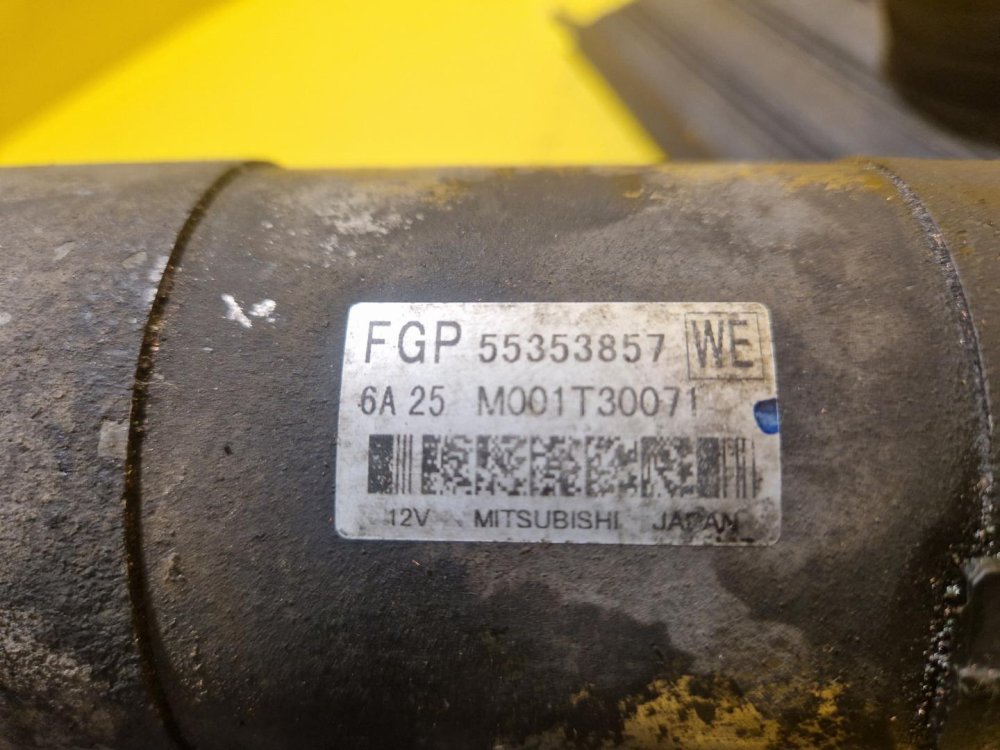 FGP 55353857 WE
6A 25 M001T30071
12V MITSUBISHI JAPAN